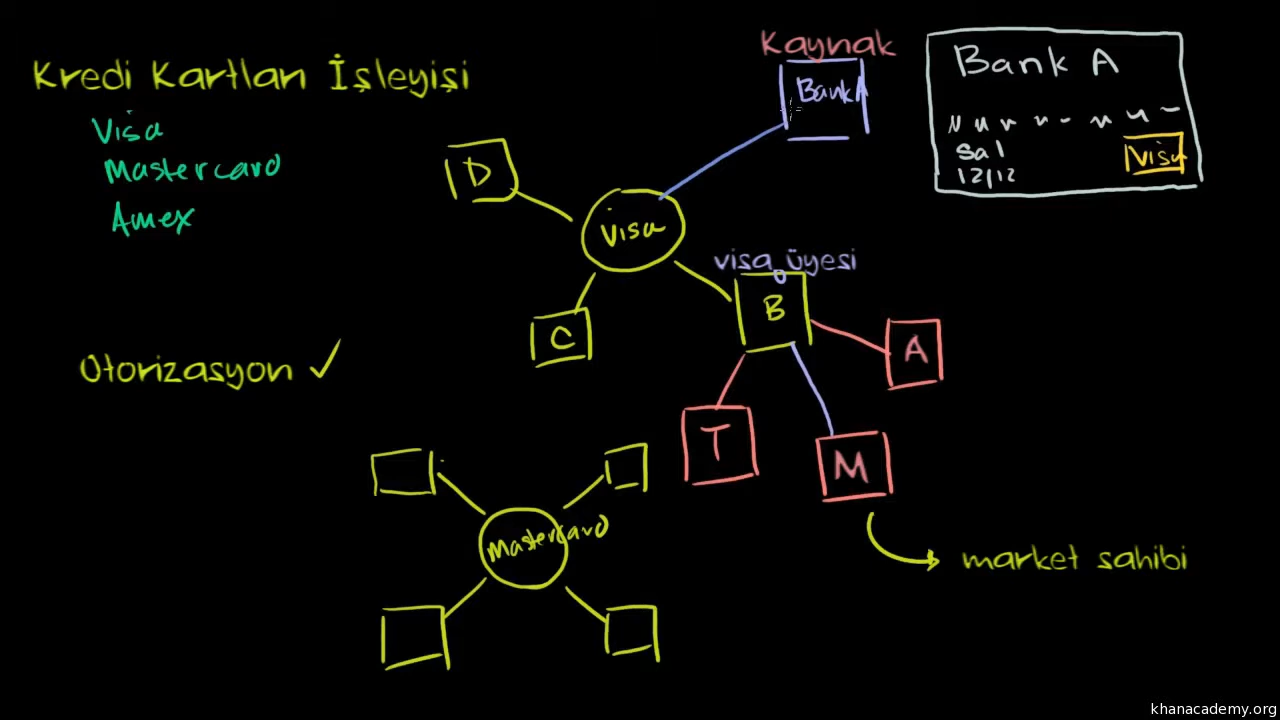 Kredi Kartları İşleyişi
Visa
Mastercard
Amex
Otorizasyon ✓
Kaynak
Bank A
Bank A
Sal
12/12
Visa
D
Visa
C
visa üyesi
B
A
T
M
market sahibi
Mastercard
khanacademy.org